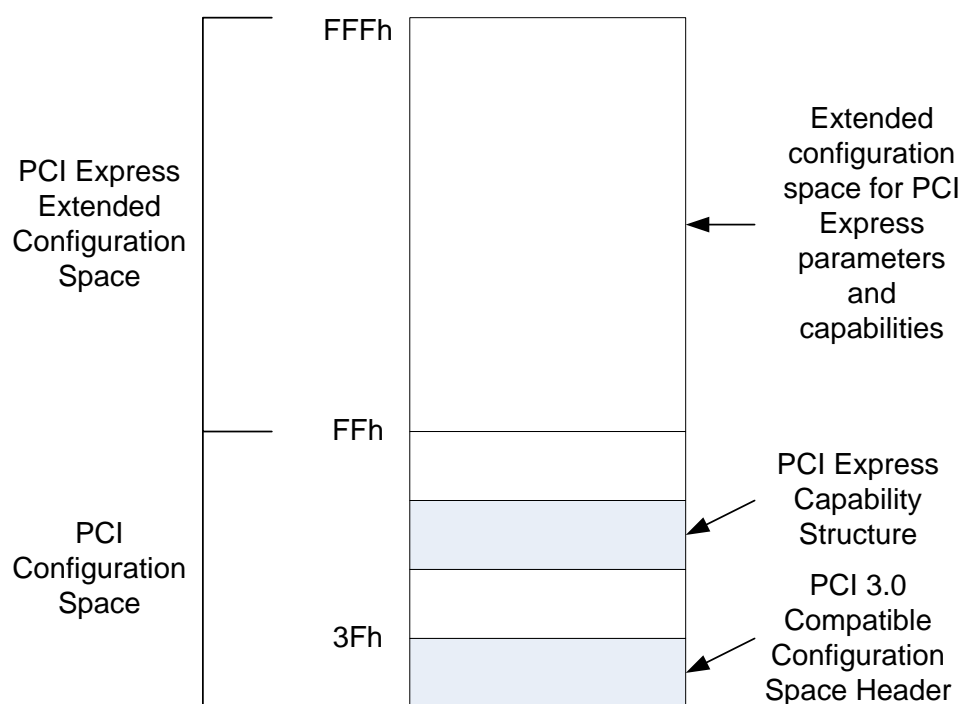 FFFh
PCI Express
Extended
Configuration
Space
Extended
configuration
space for PCI
Express
parameters
and
capabilities
FFh
PCI
Configuration
Space
PCI Express
Capability
Structure
3Fh
PCI 3.0
Compatible
Configuration
Space Header